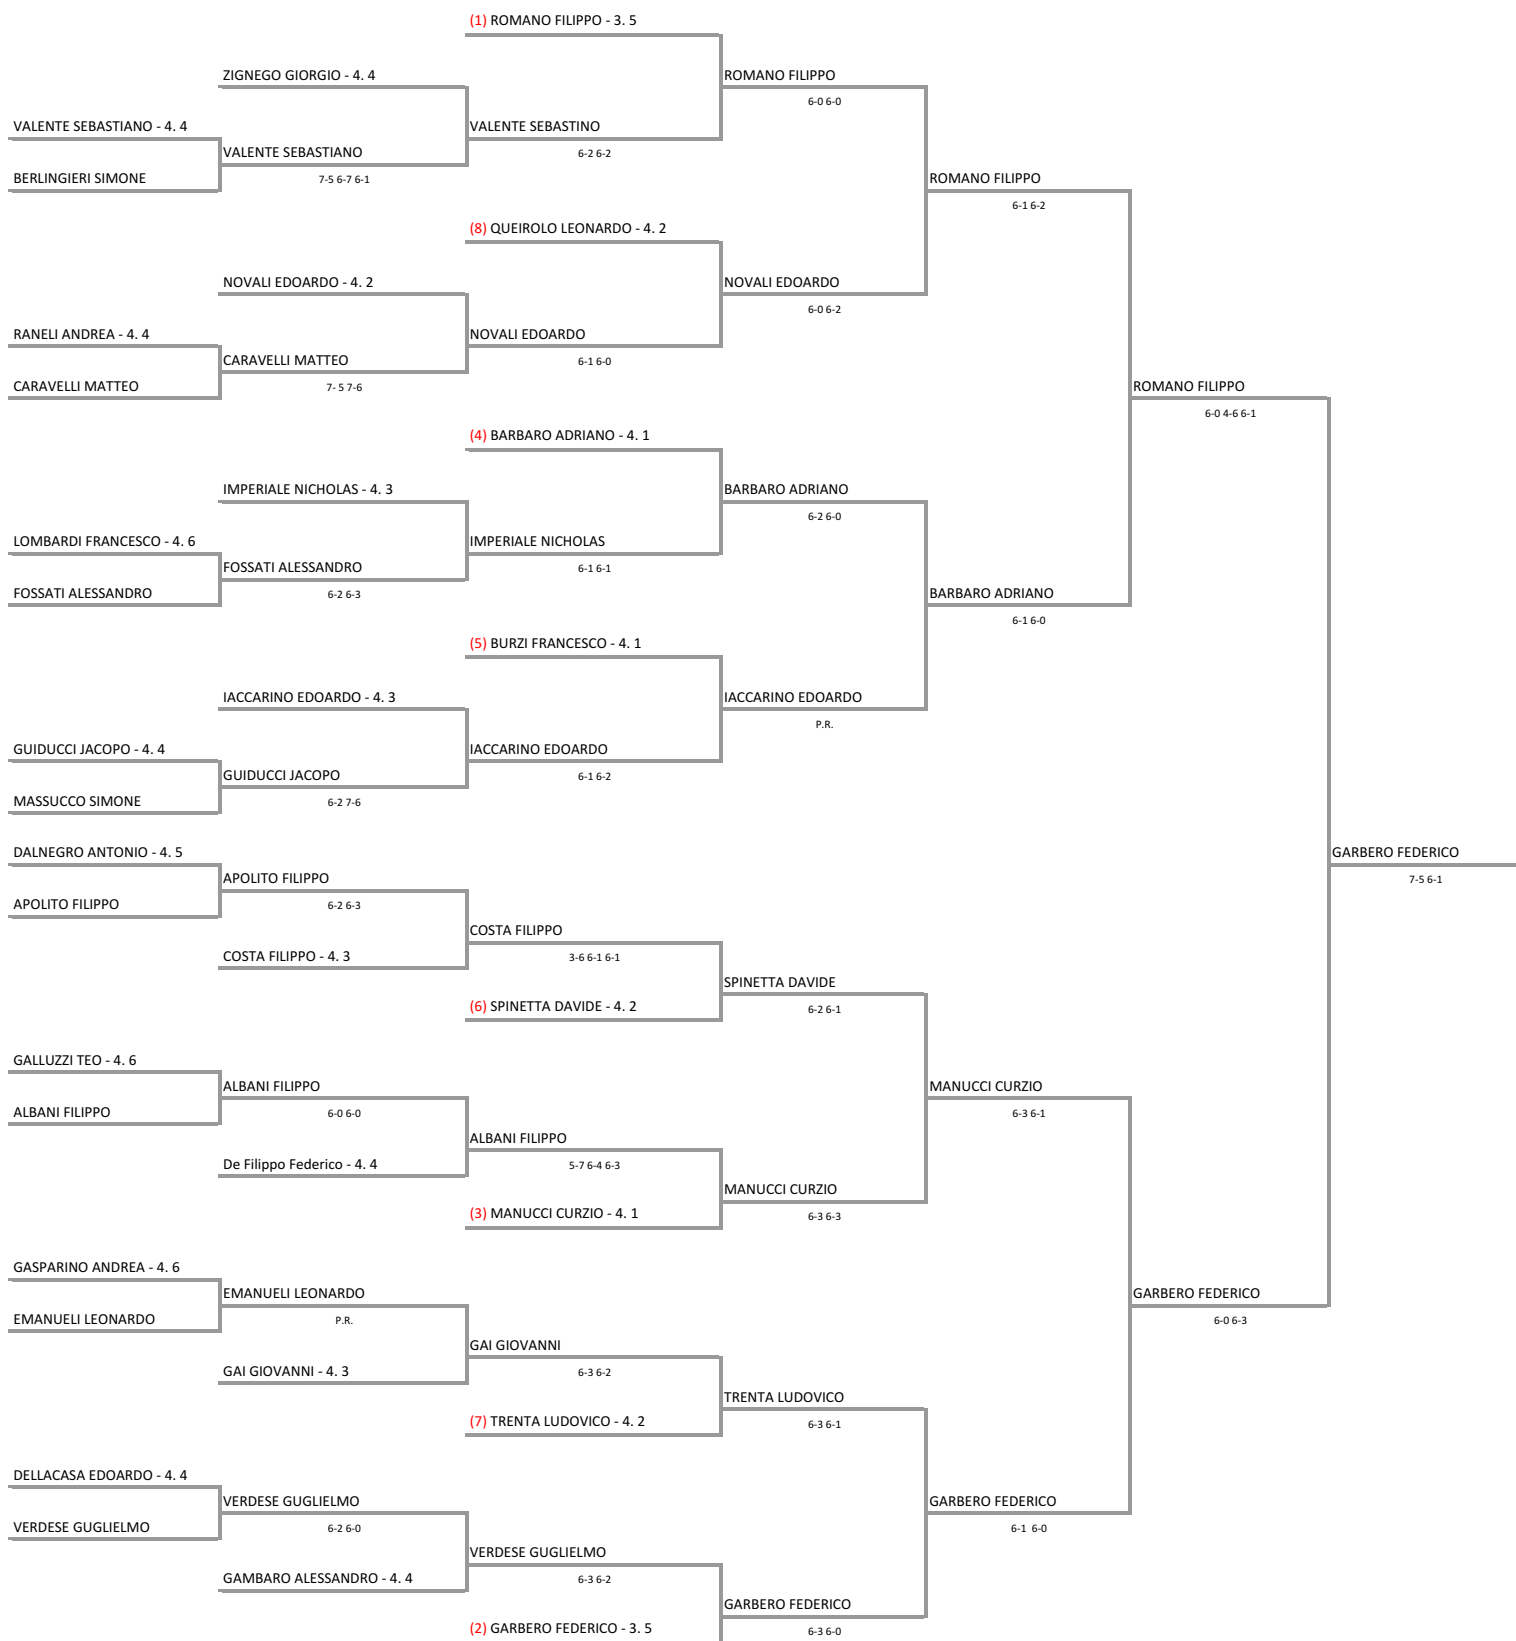 (1) ROMANO FILIPPO - 3. 5
ZIGNEGO GIORGIO - 4. 4
ROMANO FILIPPO
6-0 6-0
VALENTE SEBASTIANO - 4. 4
VALENTE SEBASTINO
VALENTE SEBASTIANO
6-2 6-2
BERLINGIERI SIMONE
7-5 6-7 6-1
ROMANO FILIPPO
6-1 6-2
(8) QUEIROLO LEONARDO - 4. 2
NOVALI EDOARDO - 4. 2
NOVALI EDOARDO
6-0 6-2
RANELI ANDREA - 4. 4
NOVALI EDOARDO
CARAVELLI MATTEO
6-1 6-0
CARAVELLI MATTEO
7- 5 7-6
ROMANO FILIPPO
6-0 4-6 6-1
(4) BARBARO ADRIANO - 4. 1
IMPERIALE NICHOLAS - 4. 3
BARBARO ADRIANO
6-2 6-0
LOMBARDI FRANCESCO - 4. 6
IMPERIALE NICHOLAS
FOSSATI ALESSANDRO
6-1 6-1
FOSSATI ALESSANDRO
6-2 6-3
BARBARO ADRIANO
6-1 6-0
(5) BURZI FRANCESCO - 4. 1
IACCARINO EDOARDO - 4. 3
IACCARINO EDOARDO
P.R.
GUIDUCCI JACOPO - 4. 4
IACCARINO EDOARDO
GUIDUCCI JACOPO
6-1 6-2
MASSUCCO SIMONE
6-2 7-6
DALNEGRO ANTONIO - 4. 5
GARBERO FEDERICO
7-5 6-1
APOLITO FILIPPO
APOLITO FILIPPO
6-2 6-3
COSTA FILIPPO
COSTA FILIPPO - 4. 3
3-6 6-1 6-1
SPINETTA DAVIDE
(6) SPINETTA DAVIDE - 4. 2
6-2 6-1
GALLUZZI TEO - 4. 6
ALBANI FILIPPO
MANUCCI CURZIO
ALBANI FILIPPO
6-0 6-0
6-3 6-1
ALBANI FILIPPO
De Filippo Federico - 4. 4
5-7 6-4 6-3
MANUCCI CURZIO
(3) MANUCCI CURZIO - 4. 1
6-3 6-3
GASPARINO ANDREA - 4. 6
EMANUELI LEONARDO
GARBERO FEDERICO
EMANUELI LEONARDO
P.R.
6-0 6-3
GAI GIOVANNI
GAI GIOVANNI - 4. 3
6-3 6-2
TRENTA LUDOVICO
(7) TRENTA LUDOVICO - 4. 2
6-3 6-1
DELLACASA EDOARDO - 4. 4
VERDESE GUGLIELMO
GARBERO FEDERICO
VERDESE GUGLIELMO
6-2 6-0
6-1 6-0
VERDESE GUGLIELMO
GAMBARO ALESSANDRO - 4. 4
6-3 6-2
GARBERO FEDERICO
(2) GARBERO FEDERICO - 3. 5
6-3 6-0